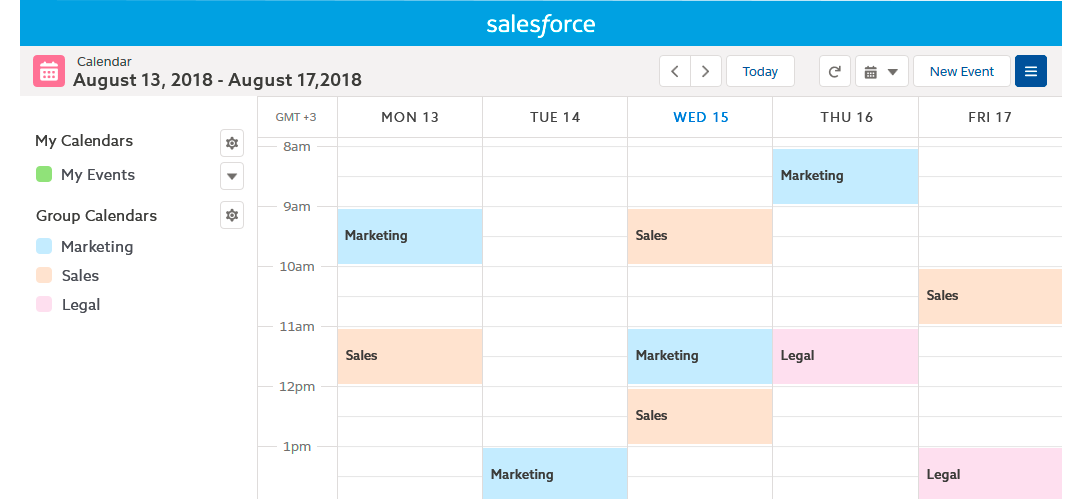 salesforce
Calendar
August 13, 2018 - August 17,2018
Today
New Event
GMT +3
MON 13
TUE 14
WED 15
THU 16
FRI 17
My Calendars
My Events
Group Calendars
Marketing
Sales
Legal
8am
Marketing
9am
Marketing
Sales
10am
Sales
11am
Sales
Marketing
Legal
12pm
Sales
1pm
Marketing
Legal